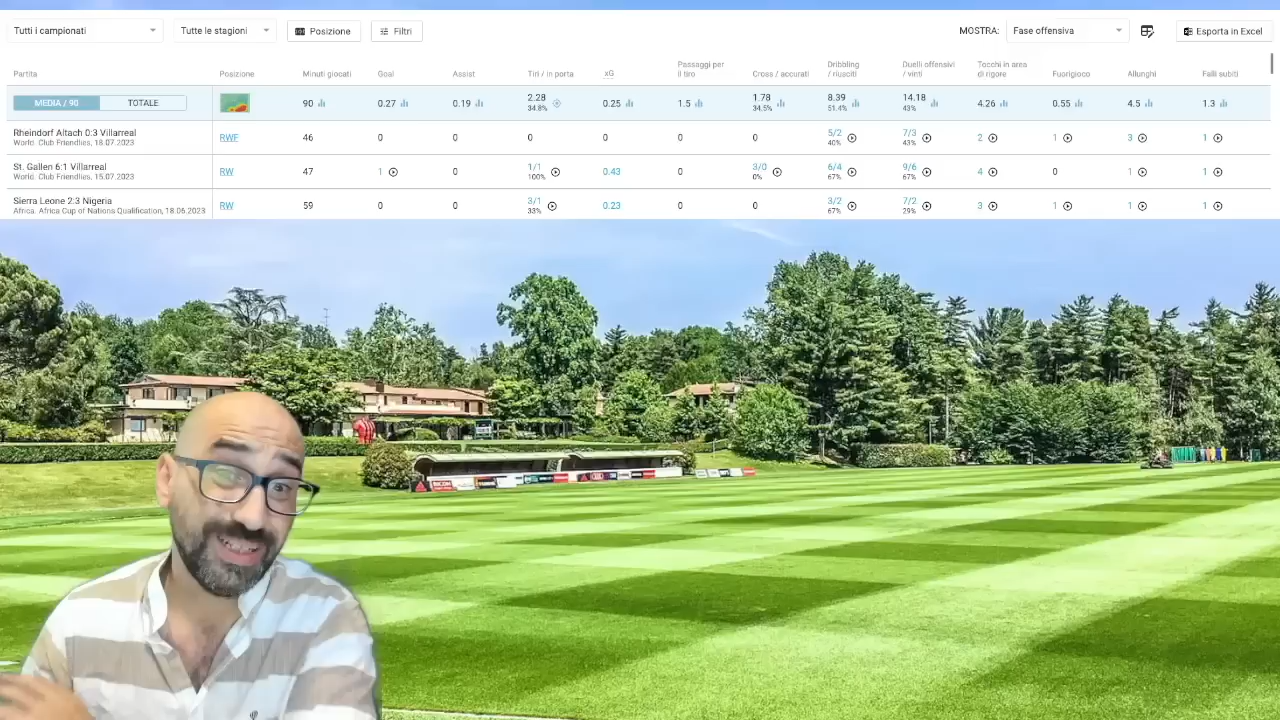 Tutti i campionati Tutte le stagioni Posizione Filtri MOSTRA: Fase offensiva Esporta in Excel
Partita Posizione Minuti giocati Goal Assist Tiri / in porta xG Passaggi per il tiro Cross / accurati Dribbling / riusciti Duelli offensivi / vinti Tocchi in area di rigore Fuorigioco Allunghi Falli subiti
MEDIA / 90 TOTALE 90 0.27 0.19 2.28 0.25 1.5 1.78 8.39 14.18 4.26 0.55 4.5 1.3
34.8% 34.5% 51.4% 43%
Rheindorf Altach 0:3 Villarreal RWF 46 0 0 0 0 0 0 5/2 7/3 2 1 3 1
World. Club Friendlies, 18.07.2023 40% 43%
St. Gallen 6:1 Villarreal RW 47 1 0 1/1 0.43 0 3/0 6/4 9/6 4 0 1 1
World. Club Friendlies, 15.07.2023 100% 0% 67% 67%
Sierra Leone 2:3 Nigeria RW 59 0 0 3/1 0.23 0 0 3/2 7/2 3 1 1 1
Africa. Africa Cup of Nations Qualification, 18.06.2023 33% 67% 29%